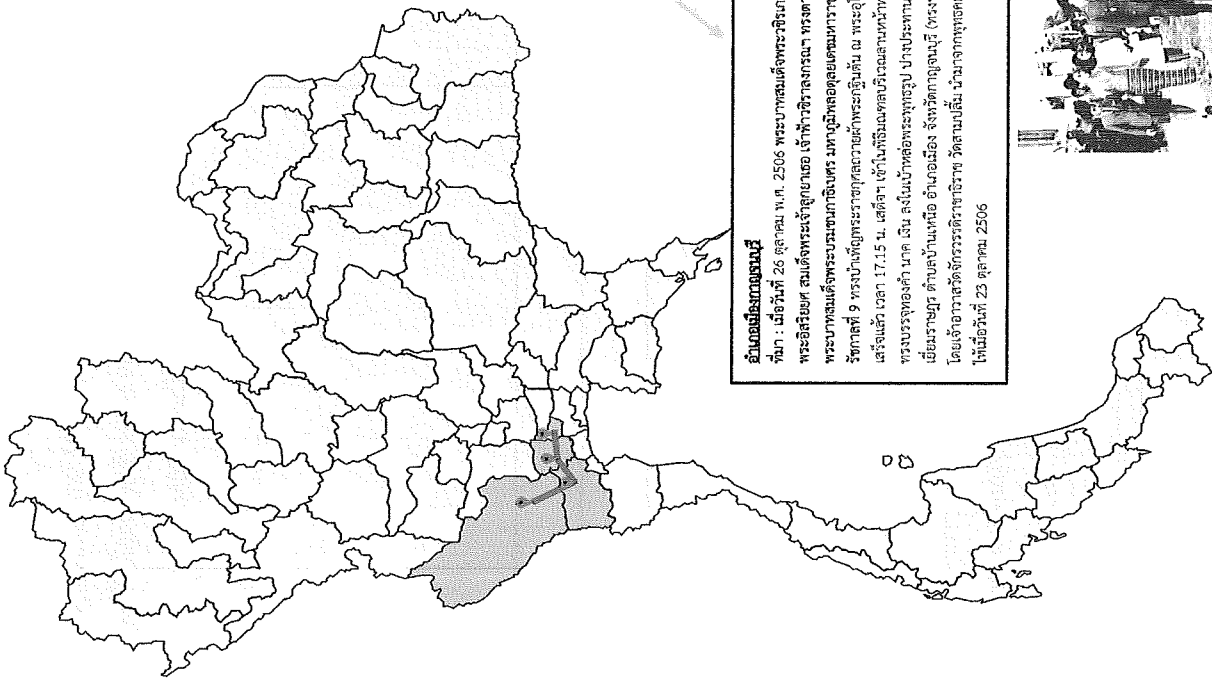 อำเภอเมืองกาญจนบุรี
ที่มา : เมื่อวันที่ 26 ตุลาคม พ.ศ. 2506 พระบาทสมเด็จพระวชิรเก
พระอิสริยยศ สมเด็จพระเจ้าลูกยาเธอ เจ้าฟ้าวชิราลงกรณฯ ทรงตา
พระบาทสมเด็จพระบรมชนกาธิเบศร มหาภูมิพลอดุลยเดชมหาราช
รัชกาลที่ 9 ทรงบำเพ็ญพระราชกุศลถวายผ้าพระกฐินต้น ณ พระอุโ
เสร็จแล้ว เวลา 17.15 น. เสด็จฯ เข้าในพิธีมณฑลบริเวณลานหน้าพ
ทรงบรรจุทองคำ นาค เงิน ลงในเบ้าหล่อพระพุทธรูป ปางประทาน
เยี่ยมราษฎร ตำบลบ้านเหนือ อำเภอเมือง จังหวัดกาญจนบุรี (ทรง
โดยเจ้าอาวาสวัดจักรวรรดิราชาธิราช วัดสามปลื้ม นำมาจากพุทธค
ให้เมื่อวันที่ 23 ตุลาคม 2506